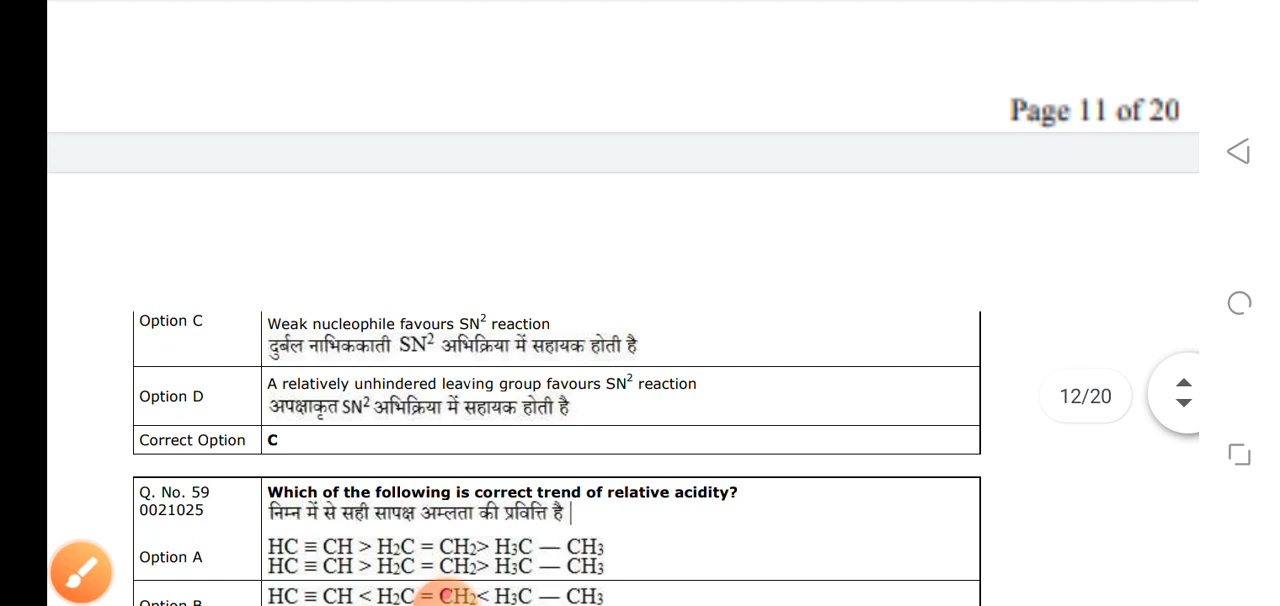 Page 11 of 20
Option C
Weak nucleophile favours SN² reaction
दुर्बल नाभिककाती SN² अभिक्रिया में सहायक होती है
12/20
Option D
A relatively unhindered leaving group favours SN² reaction
अपक्षाकृत SN² अभिक्रिया में सहायक होती है
Correct Option C
Q. No. 59
0021025
Which of the following is correct trend of relative acidity?
निम्न में से सही सापक्ष अम्लता की प्रवित्ति है |
Option A
HC ≡ CH > H₂C = CH₂> H₃C — CH₃
HC ≡ CH > H₂C = CH₂> H₃C — CH₃
Option B
HC ≡ CH < H₂C = CH₂< H₃C — CH₃